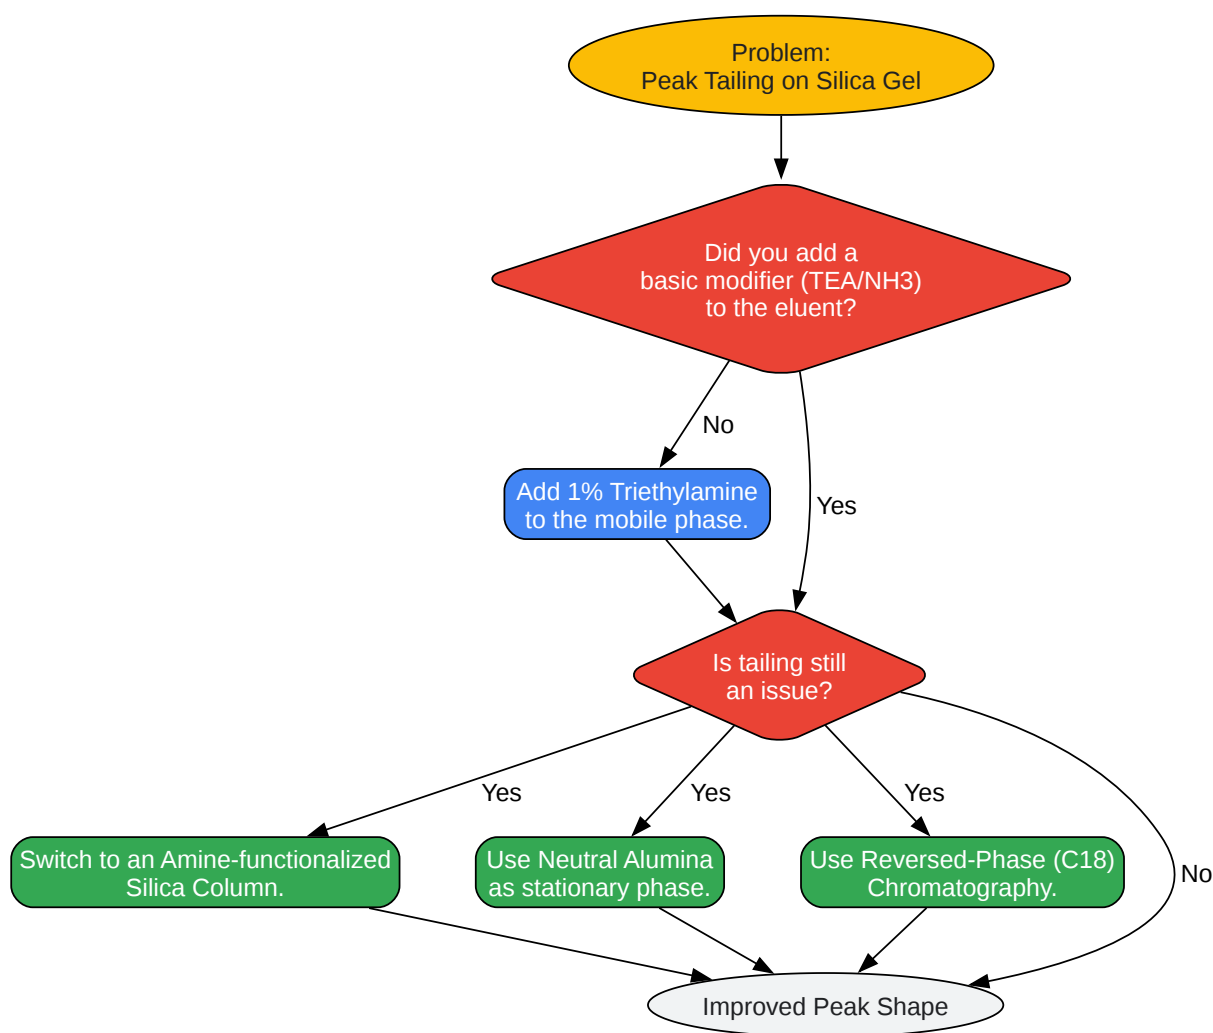 Problem:
Peak Tailing on Silica Gel
Did you add a
basic modifier (TEA/NH3)
to the eluent?
No
Add 1% Triethylamine
to the mobile phase.
Yes
Is tailing still
an issue?
Yes
Yes
Yes
No
Switch to an Amine-functionalized
Silica Column.
Use Neutral Alumina
as stationary phase.
Use Reversed-Phase (C18)
Chromatography.
Improved Peak Shape